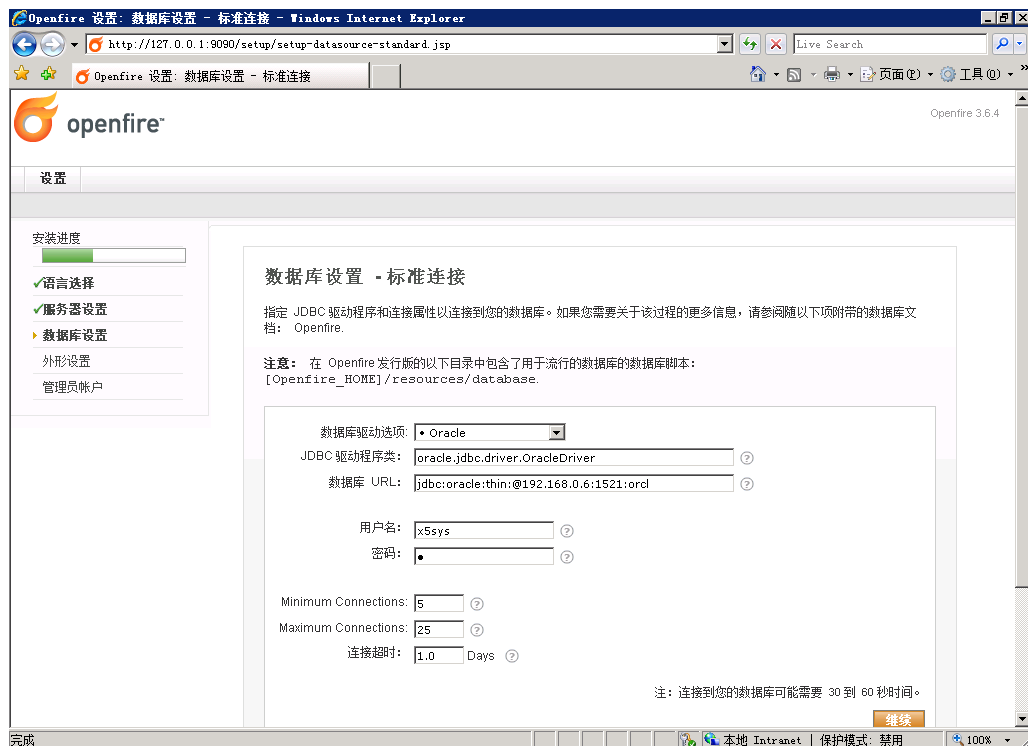 Openfire 设置: 数据库设置 - 标准连接 - Windows Internet Explorer
http://127.0.0.1:9090/setup/setup-datasource-standard.jsp
Live Search
Openfire 设置: 数据库设置 - 标准连接
页面(P)
工具(O)
openfire™
Openfire 3.6.4
设置
安装进度
语言选择
服务器设置
数据库设置
外形设置
管理员帐户
数据库设置 - 标准连接
指定 JDBC 驱动程序和连接属性以连接到您的数据库。如果您需要关于该过程的更多信息，请参阅随以下项附带的数据库文
档： Openfire.
注意： 在 Openfire 发行版的以下目录中包含了用于流行的数据库的数据库脚本：
[Openfire_HOME]/resources/database.
数据库驱动选项: • Oracle
JDBC 驱动程序类： oracle.jdbc.driver.OracleDriver ?
数据库 URL： jdbc:oracle:thin:@192.168.0.6:1521:orcl ?
用户名： x5sys ?
密码： ● ?
Minimum Connections: 5 ?
Maximum Connections: 25 ?
连接超时： 1.0 Days ?
注：连接到您的数据库可能需要 30 到 60 秒时间。
继续
完成
本地 Intranet | 保护模式: 禁用
100%